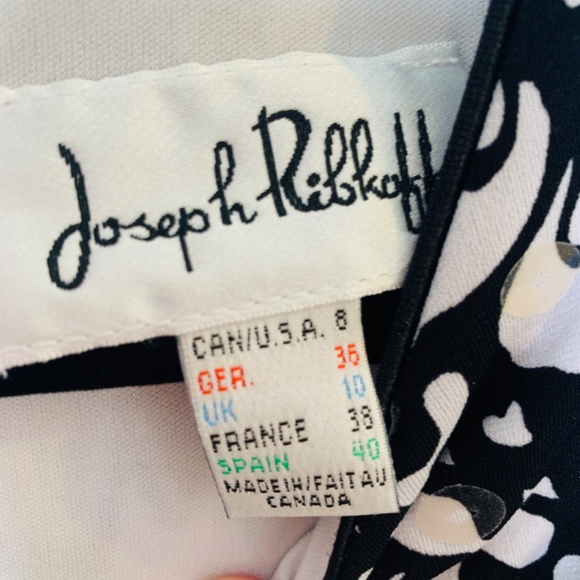 Joseph Ribkoff
CAN/U.S.A. 8
GER. 36
UK 10
FRANCE 38
SPAIN 40
MADE IN/FAIT AU
CANADA